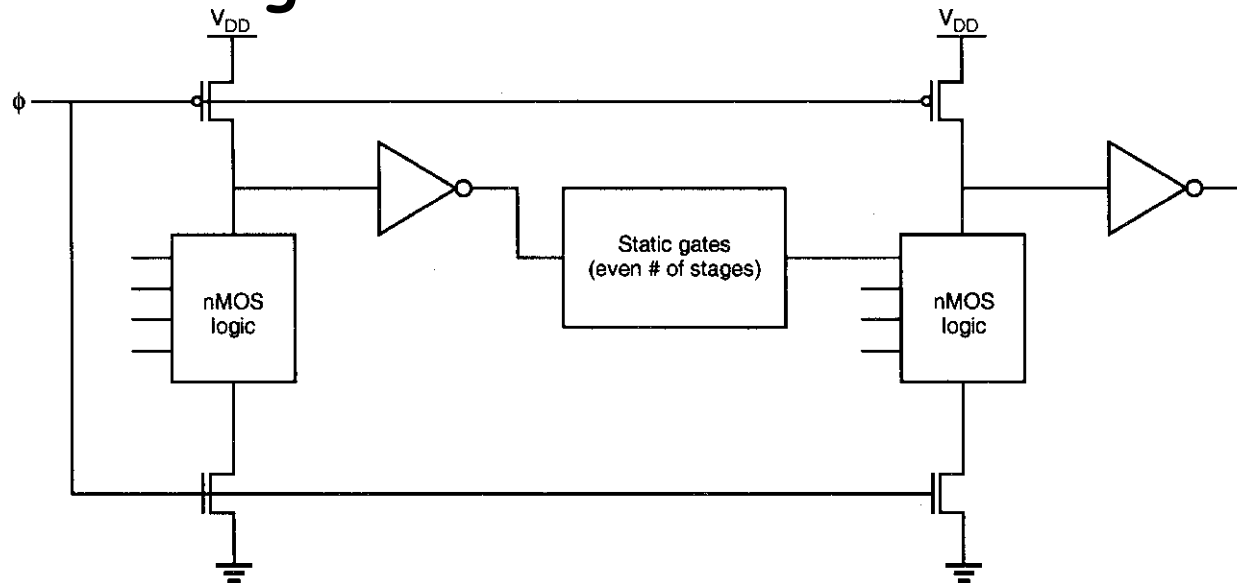 g
V_DD V_DD
ϕ
Static gates
(even # of stages)
nMOS
logic
nMOS
logic